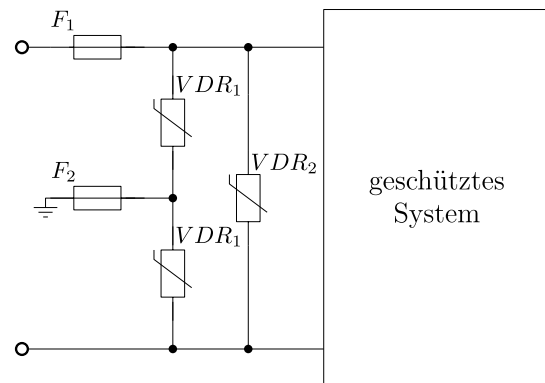 F₁
VDR₁
F₂
VDR₂
VDR₁
geschütztes
System